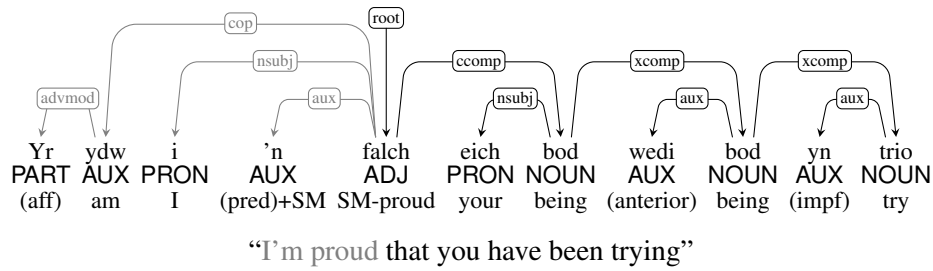 root
cop
nsubj ccomp xcomp xcomp
advmod aux nsubj aux aux
Yr ydw i 'n falch eich bod wedi bod yn trio
PART AUX PRON AUX ADJ PRON NOUN AUX NOUN AUX NOUN
(aff) am I (pred)+SM SM-proud your being (anterior) being (impf) try
“I'm proud that you have been trying”